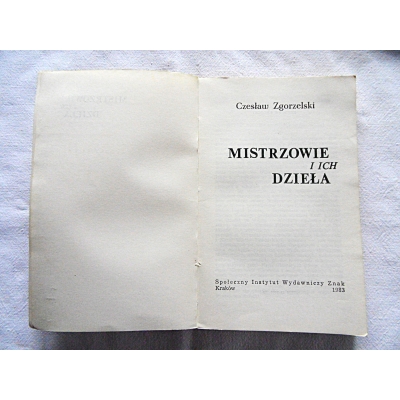 Czesław Zgorzelski
MISTRZOWIE
I ICH
DZIEŁA
Społeczny Instytut Wydawniczy Znak
Kraków 1983